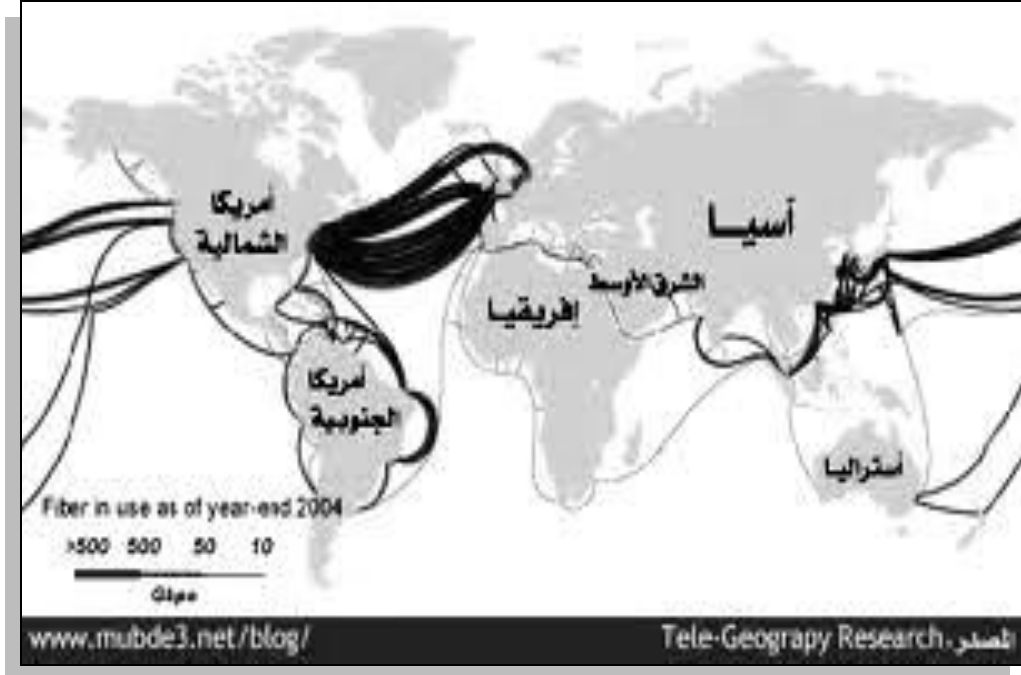 أمريكا
الشمالية
آسيا
الشرق الأوسط
إفريقيا
أمريكا
الجنوبية
أستراليا
Fiber in use as of year-end 2004
>500 500 50 10
Gbps
www.mubde3.net/blog/
Tele-Geograpy Research المصدر،